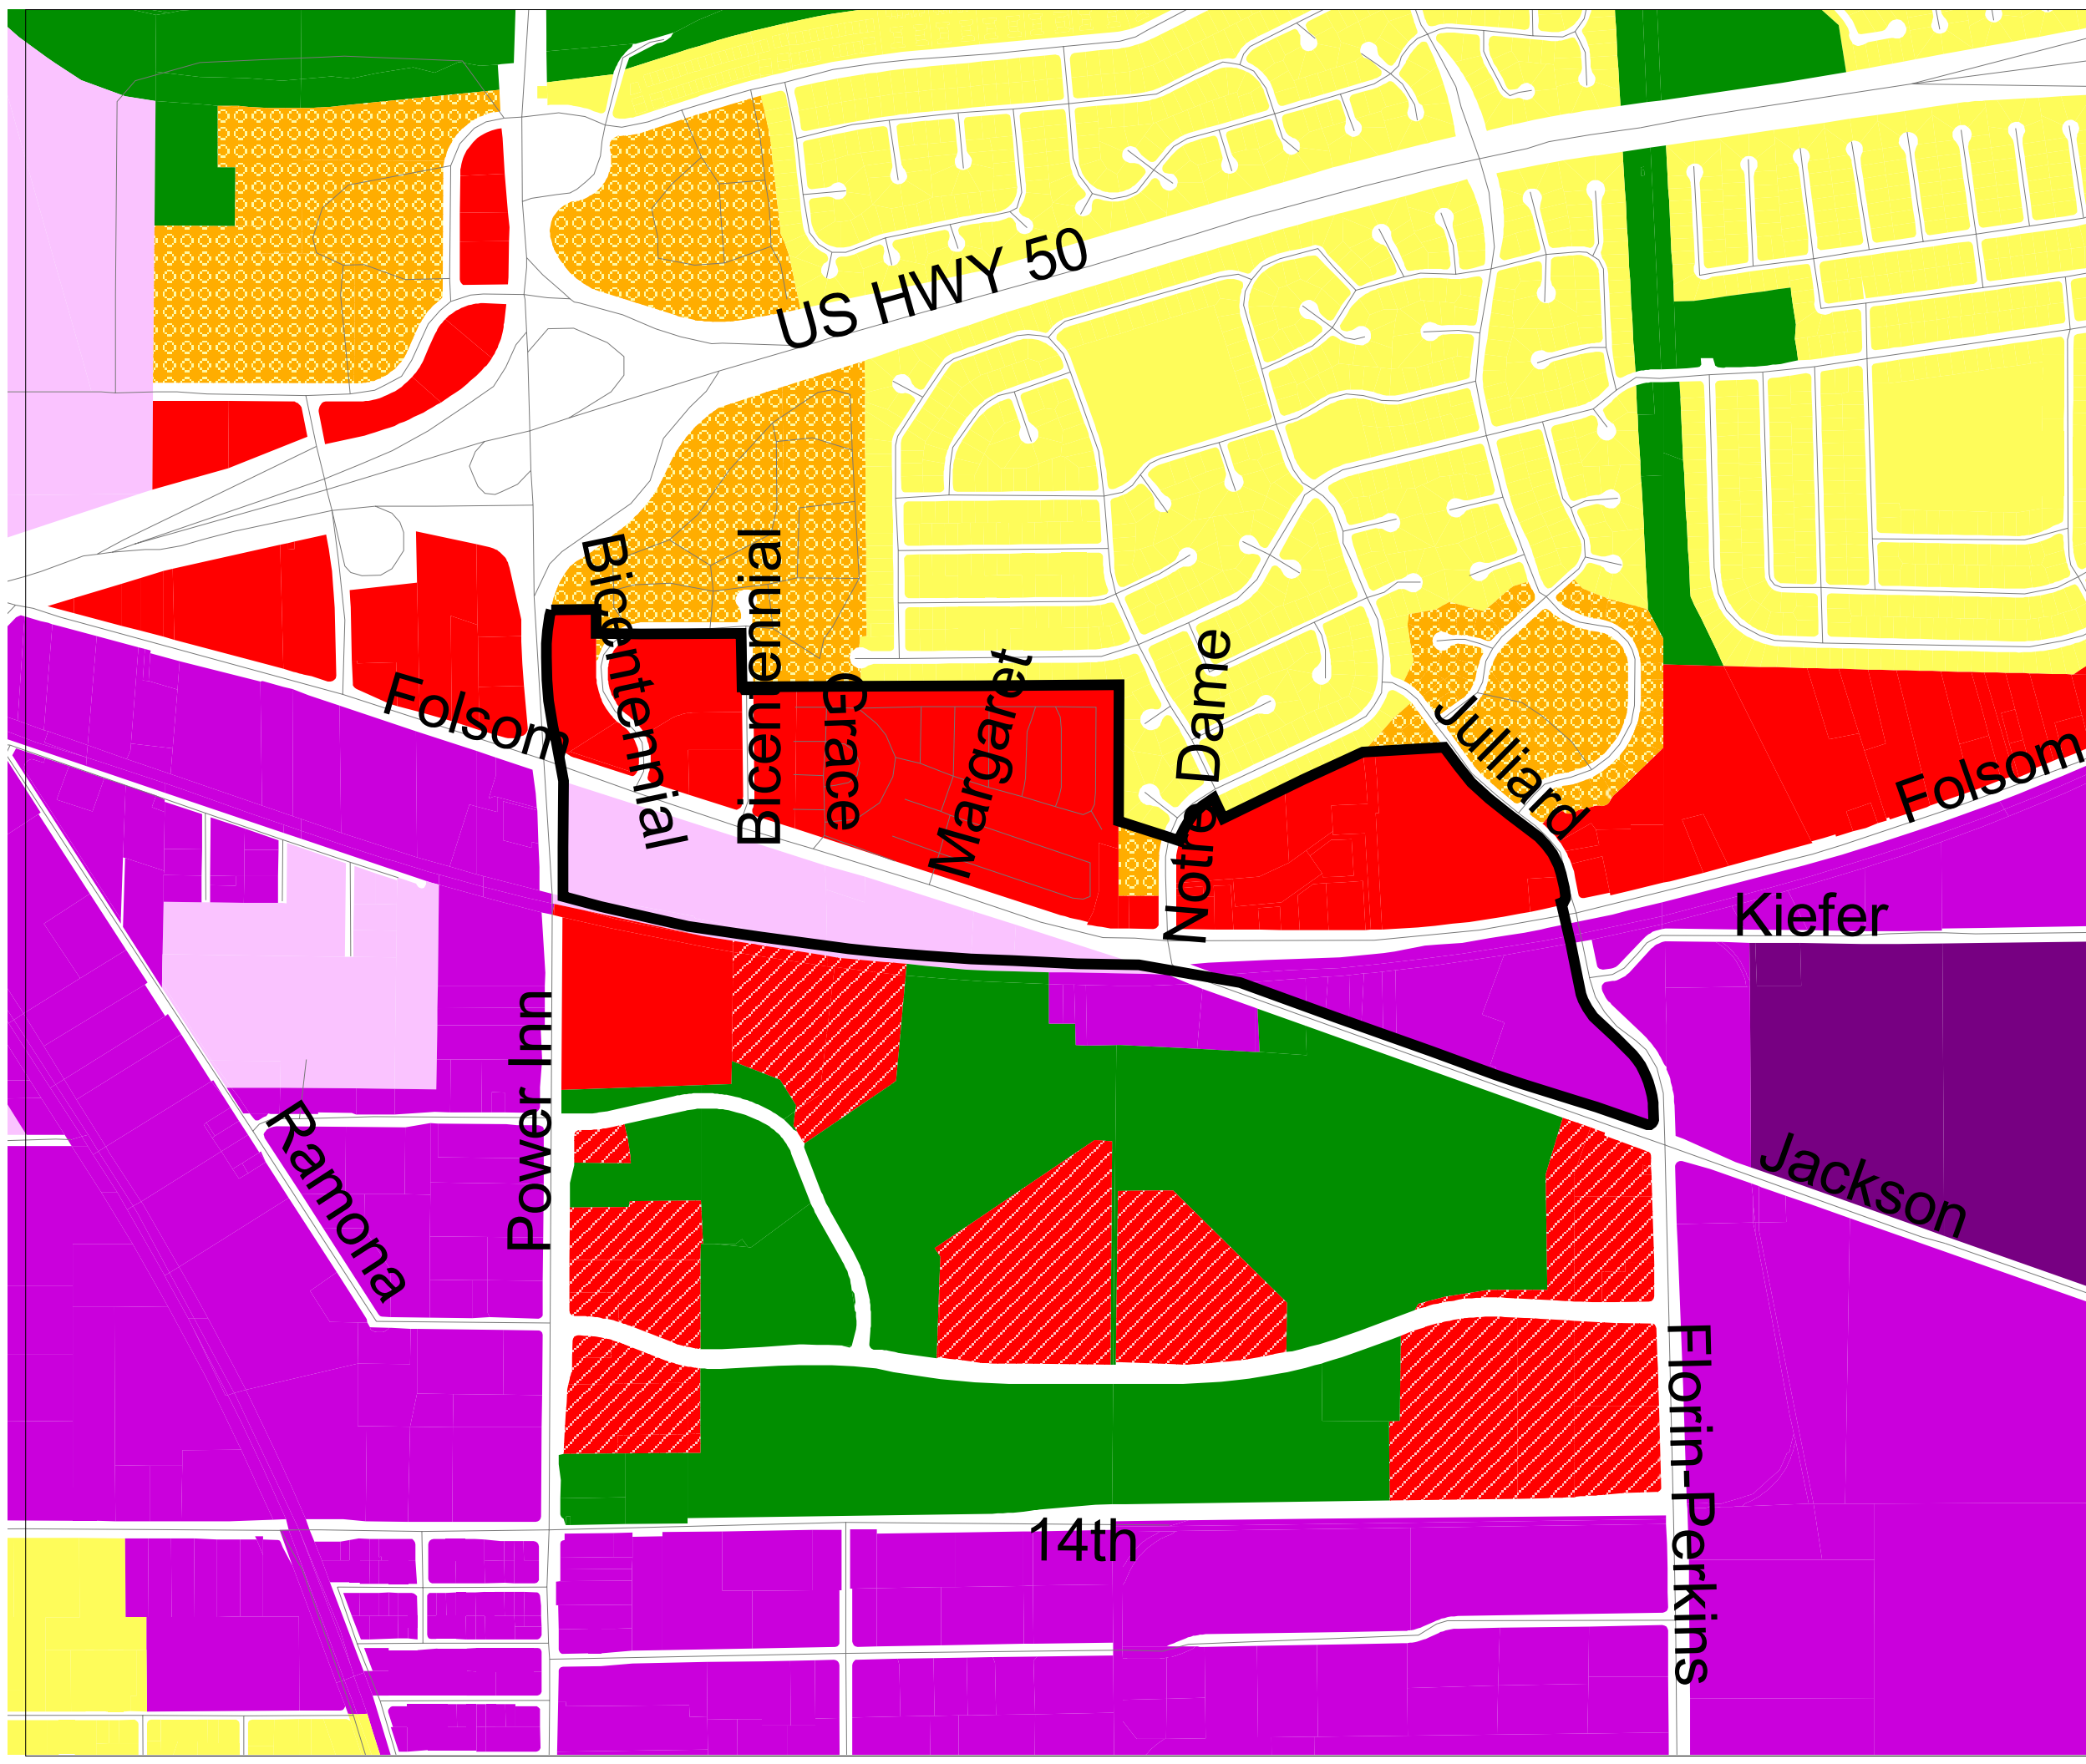 US HWY 50
Bicentennial
Bicennennial
Grace
Margaret
Notre Dame
Julliard
Folsom
Folsom
Kiefer
Power Inn
Ramona
Jackson
Florin-Perkins
14th